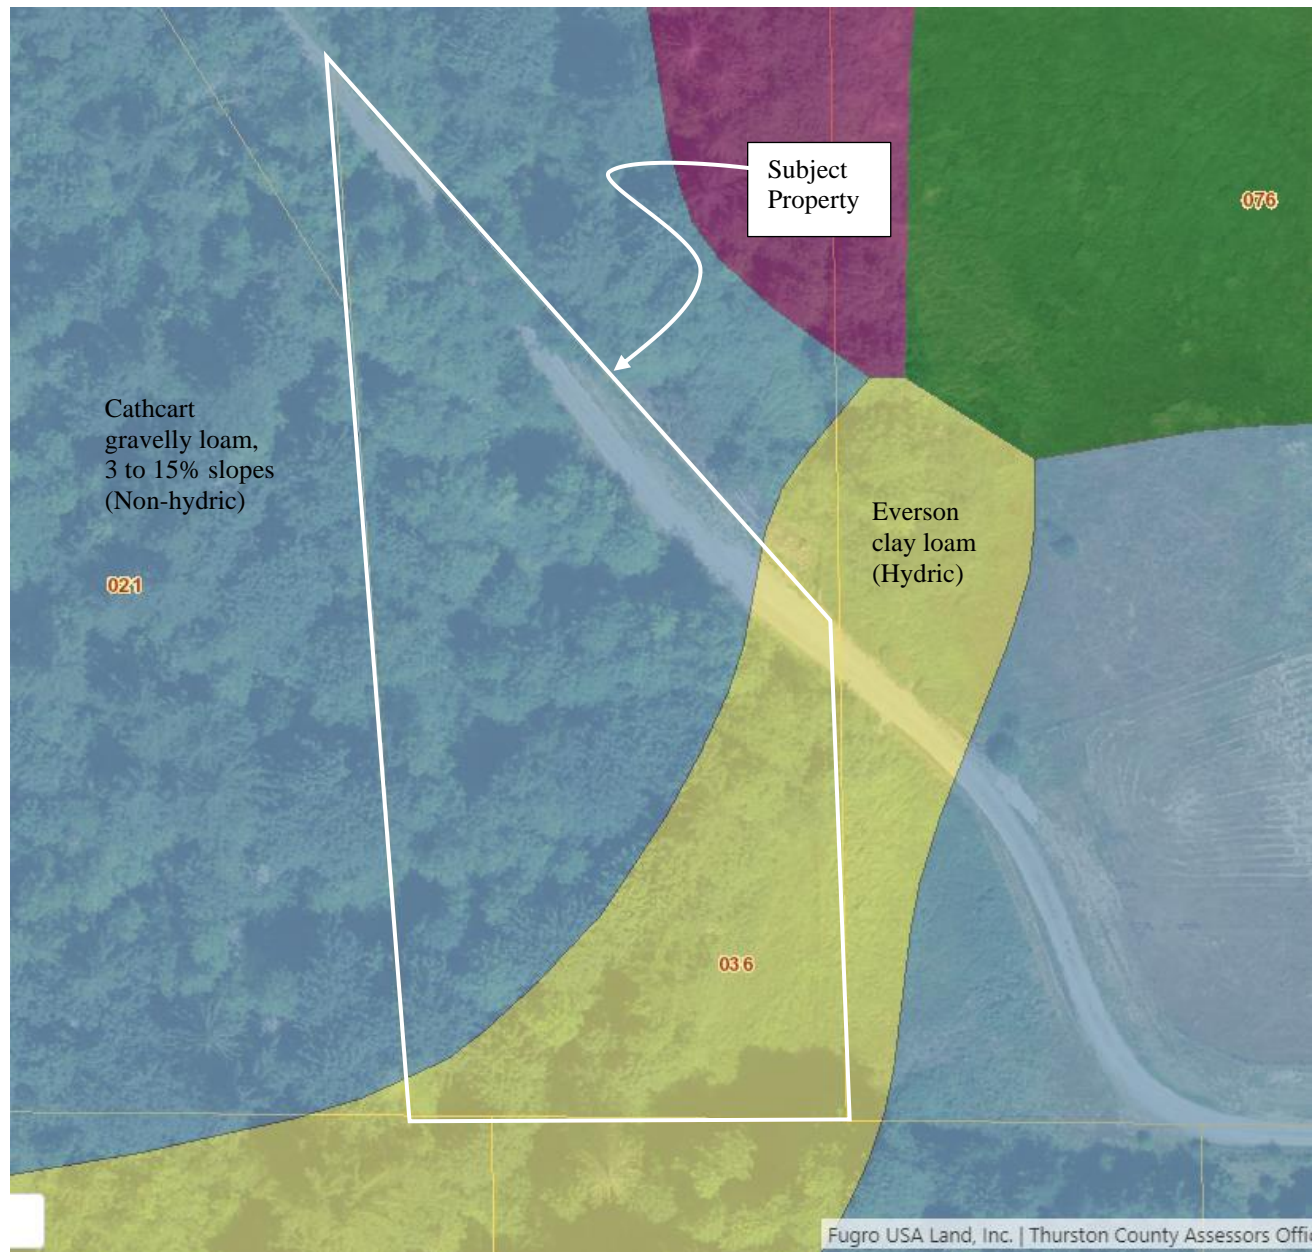 Subject
Property
076
Cathcart
gravelly loam,
3 to 15% slopes
(Non-hydric)
Everson
clay loam
(Hydric)
021
036
Fugro USA Land, Inc. | Thurston County Assessors Offi